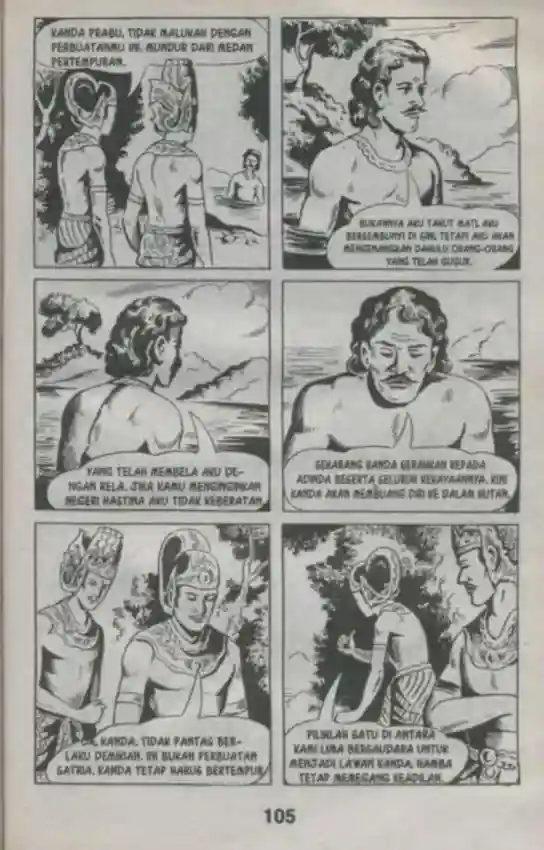 KANDA PRABU, TIDAK MALUKAH DENGAN
PERBUATANMU INI. MUNDUR DARI MEDAN
PERTEMPURAN.
BUKANNYA AKU TAKUT MATI, AKU
BERSEMBUNYI DI SINI, TETAPI AKU AKAN
MENGENANGKAN DAHULU ORANG-ORANG
YANG TELAH GUGUR.
YANG TELAH MEMBELA AKU DE-
NGAN RELA. JIKA KAMU MENGINGINKAN
NEGERI HASTINA AKU TIDAK KEBERATAN
SEKARANG KANDA SERAHKAN KEPADA
ADINDA BESERTA SELURUH KEKAYAANNYA. KINI
KANDA AKAN MEMBUANG DIRI KE DALAM HUTAN.
KANDA. TIDAK PANTAS BER-
LAKU DEMIKIAN. INI BUKAN PERBUATAN
SATRIA. KANDA TETAP HARUS BERTEMPUR
PILIHLAH SATU DI ANTARA
KAMI LIMA BERSAUDARA UNTUK
MENJADI LAWAN KANDA. HAMBA
TETAP MEMEGANG KEADILAN.
105